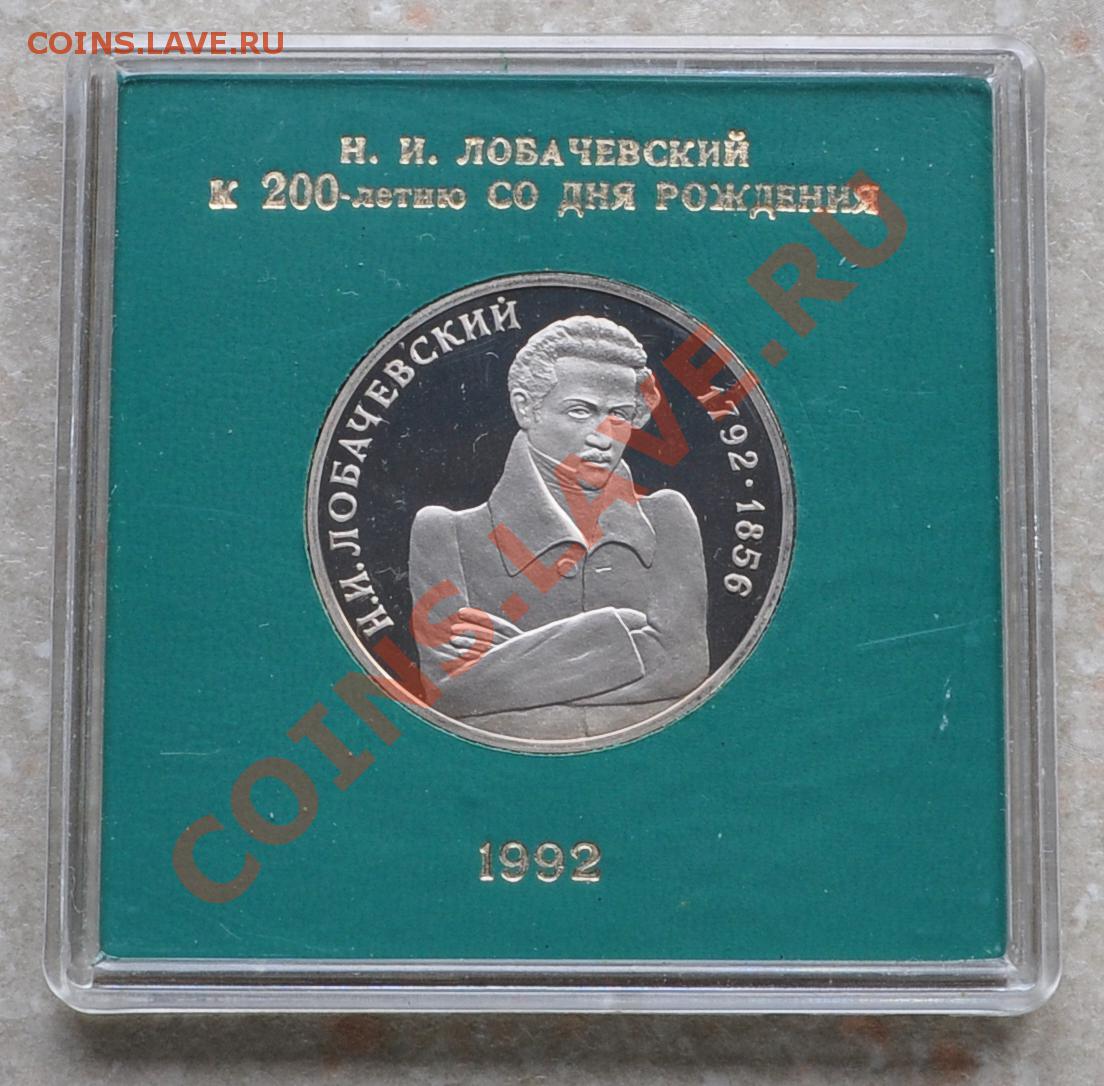 COINS.LAVE.RU
Н. И. ЛОБАЧЕВСКИЙ
К 200-летию СО ДНЯ РОЖДЕНИЯ
Н.И.ЛОБАЧЕВСКИЙ
1792·1856
COINS.LAVE.RU
1992